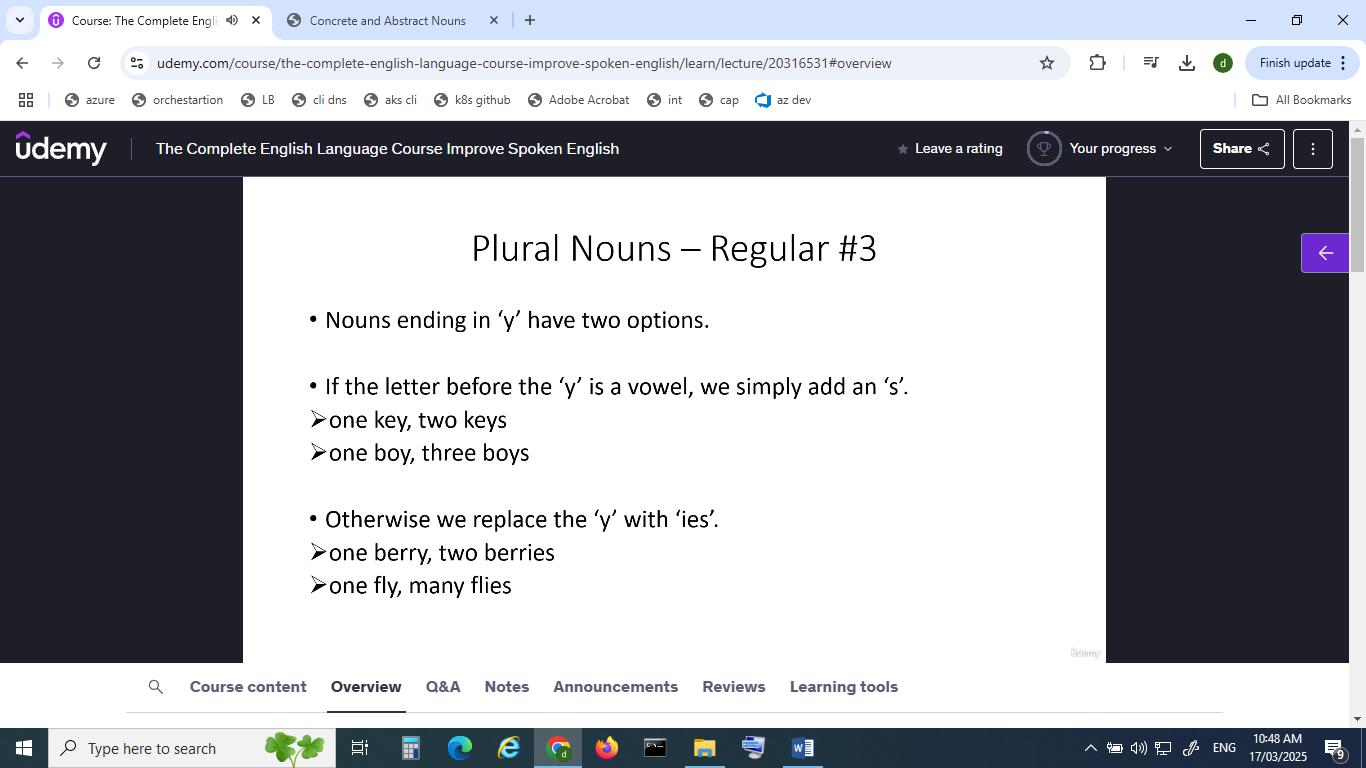 Course: The Complete Engli
Concrete and Abstract Nouns
udemy.com/course/the-complete-english-language-course-improve-spoken-english/learn/lecture/20316531#overview
d
Finish update
azure
orchestartion
LB
cli dns
aks cli
k8s github
Adobe Acrobat
int
cap
az dev
All Bookmarks
udemy
The Complete English Language Course Improve Spoken English
Leave a rating
Your progress
Share
Plural Nouns – Regular #3
• Nouns ending in ‘y’ have two options.
• If the letter before the ‘y’ is a vowel, we simply add an ‘s’.
➢one key, two keys
➢one boy, three boys
• Otherwise we replace the ‘y’ with ‘ies’.
➢one berry, two berries
➢one fly, many flies
udemy
Course content
Overview
Q&A
Notes
Announcements
Reviews
Learning tools
Type here to search
ENG
10:48 AM
17/03/2025
9